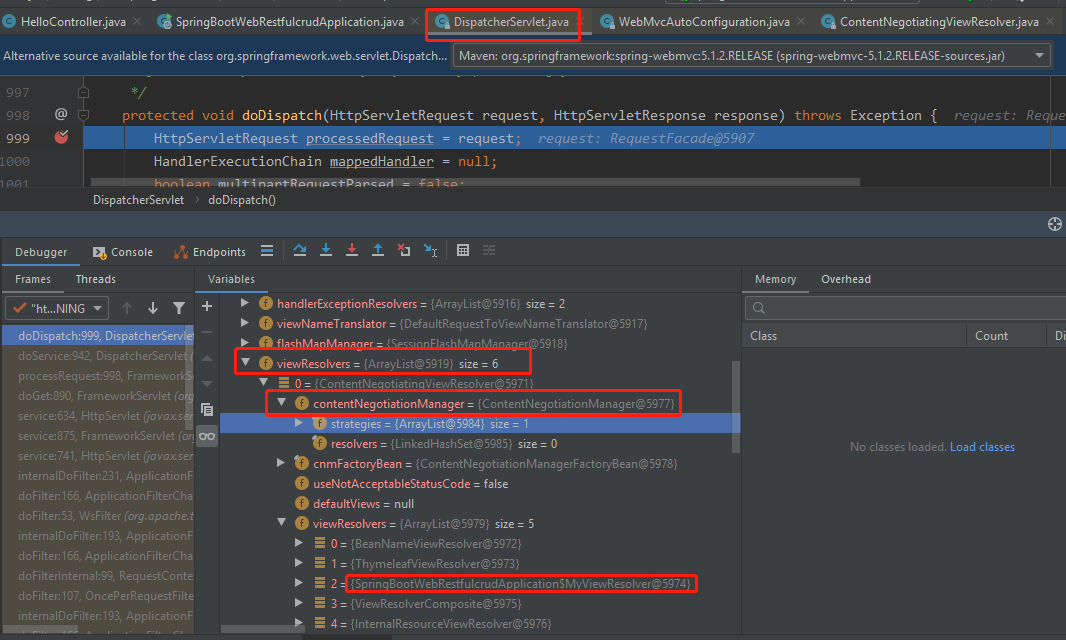 HelloController.java SpringBootWebRestfulcrudApplication.java DispatcherServlet.java WebMvcAutoConfiguration.java ContentNegotiatingViewResolver.java
Alternative source available for the class org.springframework.web.servlet.Dispatch... Maven: org.springframework:spring-webmvc:5.1.2.RELEASE (spring-webmvc-5.1.2.RELEASE-sources.jar)
997 */
998 @ protected void doDispatch(HttpServletRequest request, HttpServletResponse response) throws Exception { request: Reque
999 HttpServletRequest processedRequest = request; request: RequestFacade@5907
1000 HandlerExecutionChain mappedHandler = null;
1001 boolean multipartRequestParsed = false;
DispatcherServlet › doDispatch()
Debugger Console Endpoints
Frames Threads
Variables
Memory Overhead
"ht...NING
Class Count Di
doDispatch:999, DispatcherServlet
doService:942, DispatcherServlet
processRequest:998, FrameworkS
doGet:890, FrameworkServlet (org
service:634, HttpServlet (javax.ser
service:875, FrameworkServlet (or
service:741, HttpServlet (javax.ser
internalDoFilter:231, ApplicationF
doFilter:166, ApplicationFilterCha
doFilter:53, WsFilter (org.apache.t
internalDoFilter:193, ApplicationF
doFilter:166, ApplicationFilterCha
doFilterInternal:99, RequestConte
doFilter:107, OncePerRequestFilte
internalDoFilter:193, ApplicationF
handlerExceptionResolvers = {ArrayList@5916} size = 2
viewNameTranslator = {DefaultRequestToViewNameTranslator@5917}
flashMapManager = {SessionFlashMapManager@5918}
viewResolvers = {ArrayList@5919} size = 6
0 = {ContentNegotiatingViewResolver@5971}
contentNegotiationManager = {ContentNegotiationManager@5977}
strategies = {ArrayList@5984} size = 1
resolvers = {LinkedHashSet@5985} size = 0
cnmFactoryBean = {ContentNegotiationManagerFactoryBean@5978}
useNotAcceptableStatusCode = false
defaultViews = null
viewResolvers = {ArrayList@5979} size = 5
0 = {BeanNameViewResolver@5972}
1 = {ThymeleafViewResolver@5973}
2 = {SpringBootWebRestfulcrudApplication$MyViewResolver@5974}
3 = {ViewResolverComposite@5975}
4 = {InternalResourceViewResolver@5976}
No classes loaded. Load classes